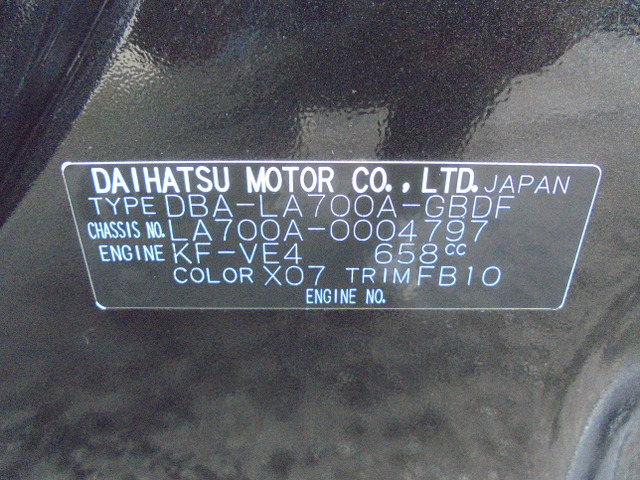 DAIHATSU MOTOR CO., LTD. JAPAN
TYPE DBA-LA700A-GBDF
CHASSIS NO. LA700A-0004797
ENGINE KF-VE4 658cc
COLOR X07 TRIM FB10
ENGINE NO.